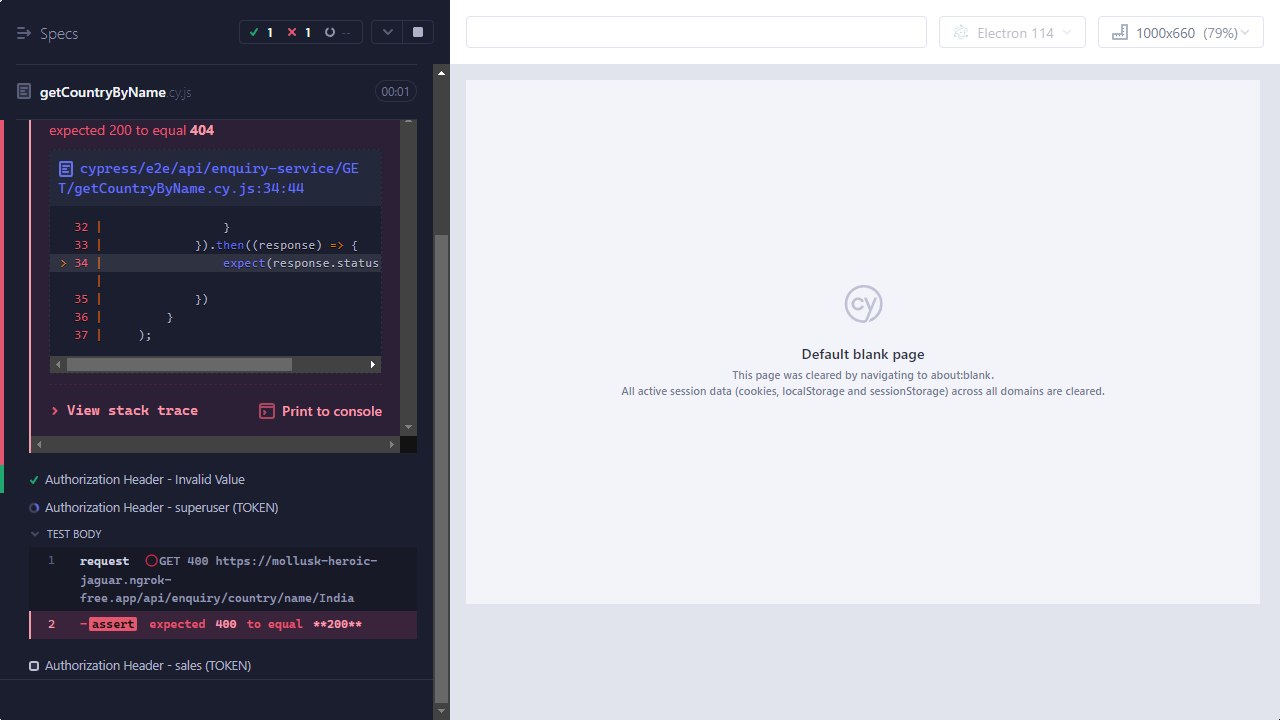 Specs
1
1
--
Electron 114
1000x660 (79%)
getCountryByName.cy.js
00:01
expected 200 to equal 404
cypress/e2e/api/enquiry-service/GE
T/getCountryByName.cy.js:34:44
32 | }
33 | }).then((response) => {
> 34 | expect(response.status
|
35 | })
36 | }
37 | );
View stack trace
Print to console
Authorization Header - Invalid Value
Authorization Header - superuser (TOKEN)
TEST BODY
1 request GET 400 https://mollusk-heroic-
jaguar.ngrok-
free.app/api/enquiry/country/name/India
2 -assert expected 400 to equal **200**
Authorization Header - sales (TOKEN)
cy
Default blank page
This page was cleared by navigating to about:blank.
All active session data (cookies, localStorage and sessionStorage) across all domains are cleared.